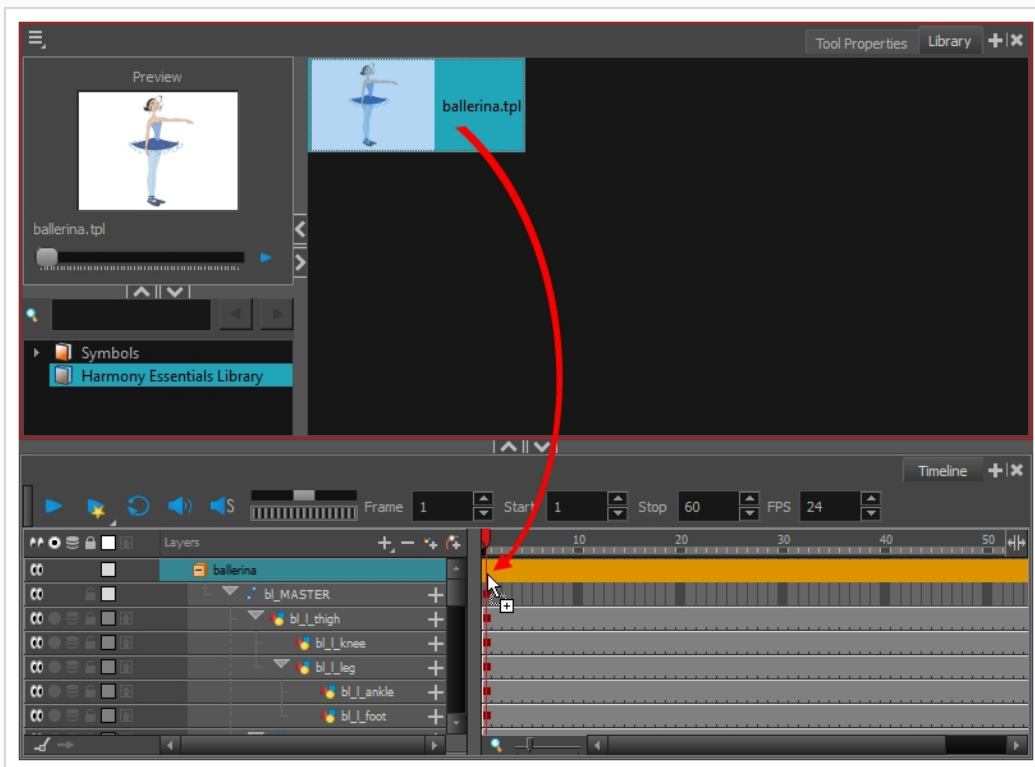 Tool Properties Library
Preview
ballerina.tpl
ballerina.tpl
Symbols
Harmony Essentials Library
Timeline
S Frame 1 Start 1 Stop 60 FPS 24
Layers 10 20 30 40 50
ballerina
bl_MASTER
bl_l_thigh
bl_l_knee
bl_l_leg
bl_l_ankle
bl_l_foot